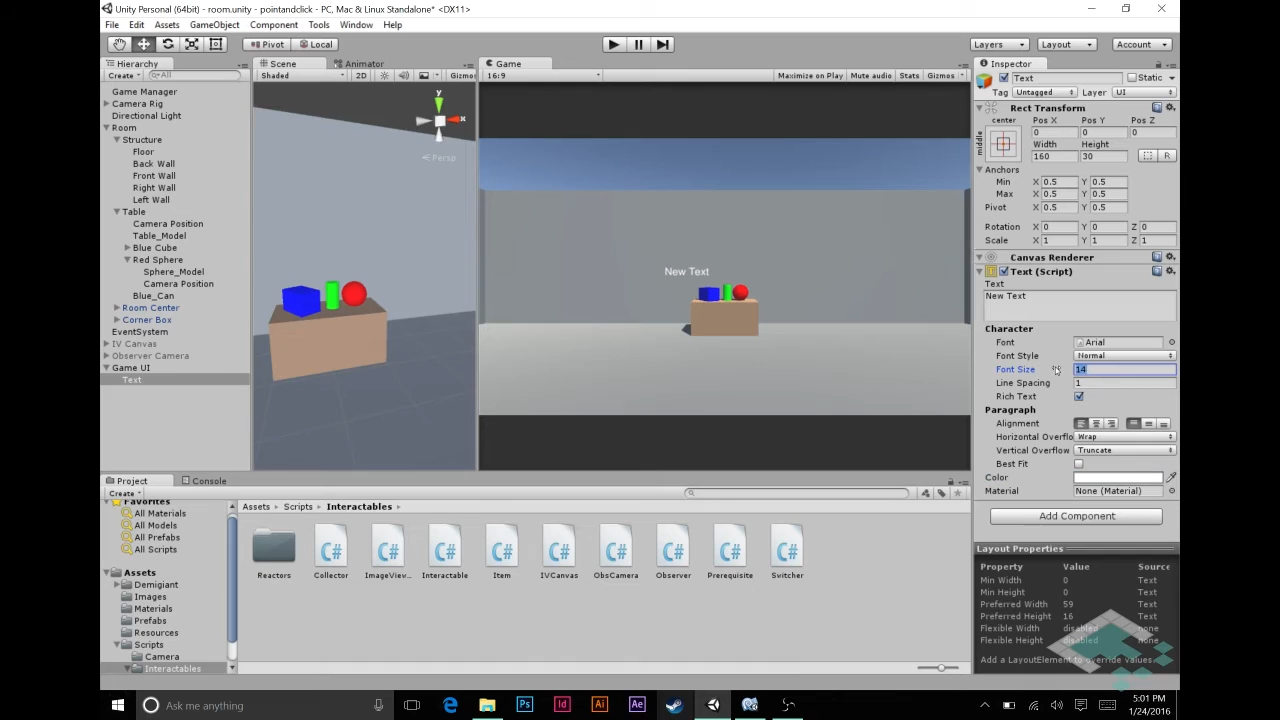 Unity Personal (64bit) - room.unity - pointandclick - PC, Mac & Linux Standalone* <DX11>
File Edit Assets GameObject Component Tools Window Help
Pivot Local Layers Layout Account
Hierarchy
Create All
Game Manager
Camera Rig
Directional Light
Room
Structure
Floor
Back Wall
Front Wall
Right Wall
Left Wall
Table
Camera Position
Table_Model
Blue Cube
Red Sphere
Sphere_Model
Camera Position
Blue_Can
Room Center
Corner Box
EventSystem
IV Canvas
Observer Camera
Game UI
Text
Scene Animator
Shaded 2D Gizmos
y
x
Persp
Game
16:9 Maximize on Play Mute audio Stats Gizmos
New Text
Inspector
Text Static
Tag Untagged Layer UI
Rect Transform
center Pos X Pos Y Pos Z
middle 0 0 0
Width Height
160 30 R
Anchors
Min X 0.5 Y 0.5
Max X 0.5 Y 0.5
Pivot X 0.5 Y 0.5
Rotation X 0 Y 0 Z 0
Scale X 1 Y 1 Z 1
Canvas Renderer
Text (Script)
Text
New Text
Character
Font Arial
Font Style Normal
Font Size 14
Line Spacing 1
Rich Text
Paragraph
Alignment
Horizontal Overflo Wrap
Vertical Overflow Truncate
Best Fit
Color
Material None (Material)
Add Component
Layout Properties
Property Value Source
Min Width 0 Text
Min Height 0 Text
Preferred Width 59 Text
Preferred Height 16 Text
Flexible Width disabled none
Flexible Height disabled none
Add a LayoutElement to override values
Project Console
Create
Favorites
All Materials
All Models
All Prefabs
All Scripts
Assets
Demigiant
Images
Materials
Prefabs
Resources
Scripts
Camera
Interactables
Assets Scripts Interactables
C# C# C# C# C# C# C# C# C#
Reactors Collector ImageView... Interactable Item IVCanvas ObsCamera Observer Prerequisite Switcher
Ask me anything
Ps Id Ai Ae
5:01 PM
1/24/2016